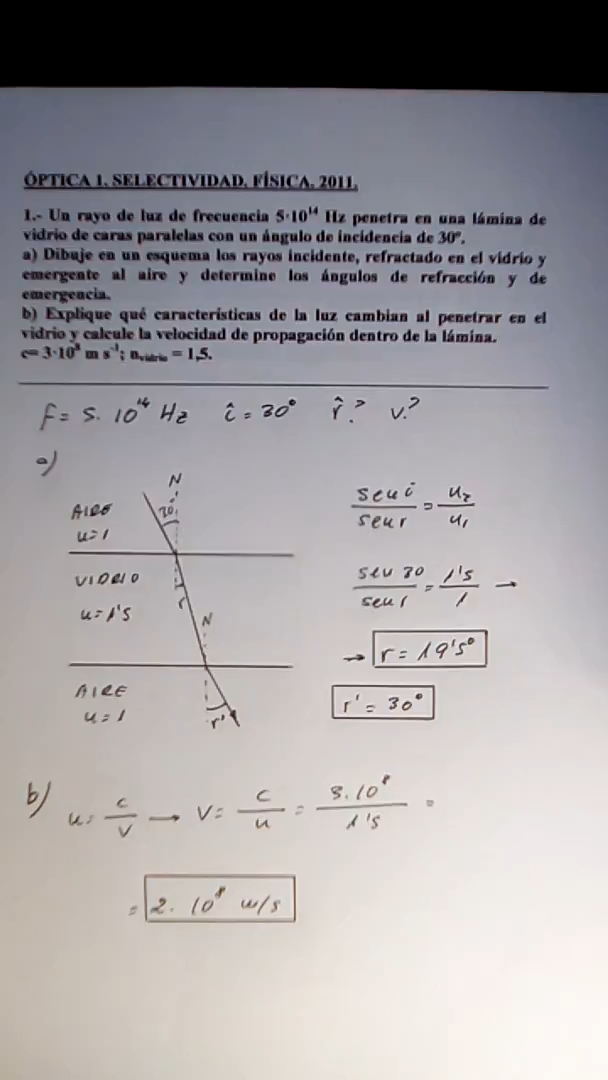 ÓPTICA 1. SELECTIVIDAD. FÍSICA. 2011.
1.- Un rayo de luz de frecuencia 5·10¹⁴ Hz penetra en una lámina de
vidrio de caras paralelas con un ángulo de incidencia de 30º.
a) Dibuje en un esquema los rayos incidente, refractado en el vidrio y
emergente al aire y determine los ángulos de refracción y de
emergencia.
b) Explique qué características de la luz cambian al penetrar en el
vidrio y calcule la velocidad de propagación dentro de la lámina.
c= 3·10⁸ m s⁻¹; n_vidrio = 1,5.
f = 5. 10¹⁴ Hz î = 30° r̂? v?
a)
N
AIRE
n=1
30°
VIDRIO
n=1'5
r
N
AIRE
n=1
r'
sen i / sen r = n₂ / n₁
sen 30 / sen r = 1'5 / 1 →
→ r = 19'5°
r' = 30°
b) n = c / v → v = c / n = 3.10⁸ / 1'5 =
= 2. 10⁸ m/s